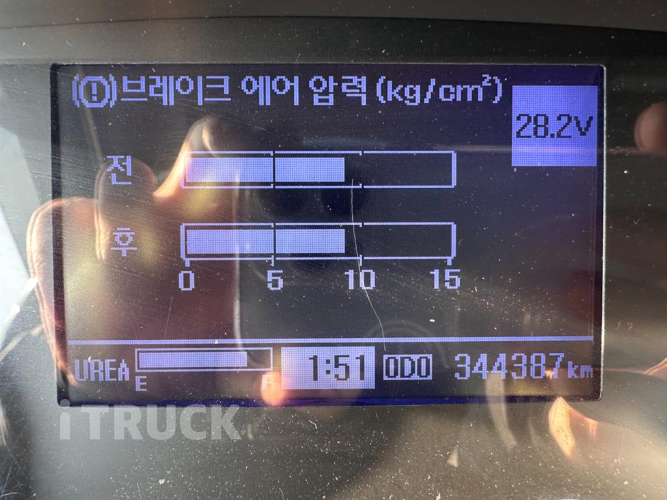 (!) 브레이크 에어 압력 (kg/cm²)
28.2V
전
후
0 5 10 15
UREA E F 1:51 ODO 344387km
iTRUCK